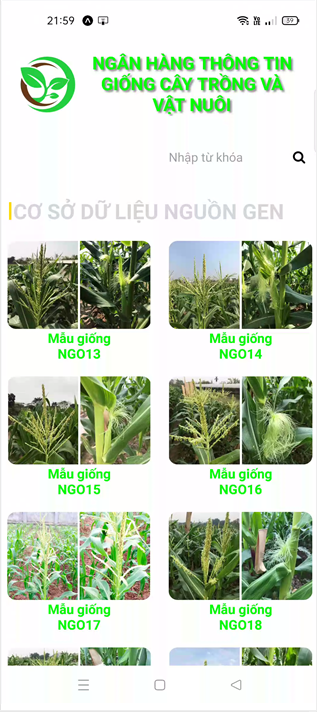 21:59
39
NGÂN HÀNG THÔNG TIN
GIỐNG CÂY TRỒNG VÀ
VẬT NUÔI
Nhập từ khóa
CƠ SỞ DỮ LIỆU NGUỒN GEN
Mẫu giống
NGO13
Mẫu giống
NGO14
Mẫu giống
NGO15
Mẫu giống
NGO16
Mẫu giống
NGO17
Mẫu giống
NGO18